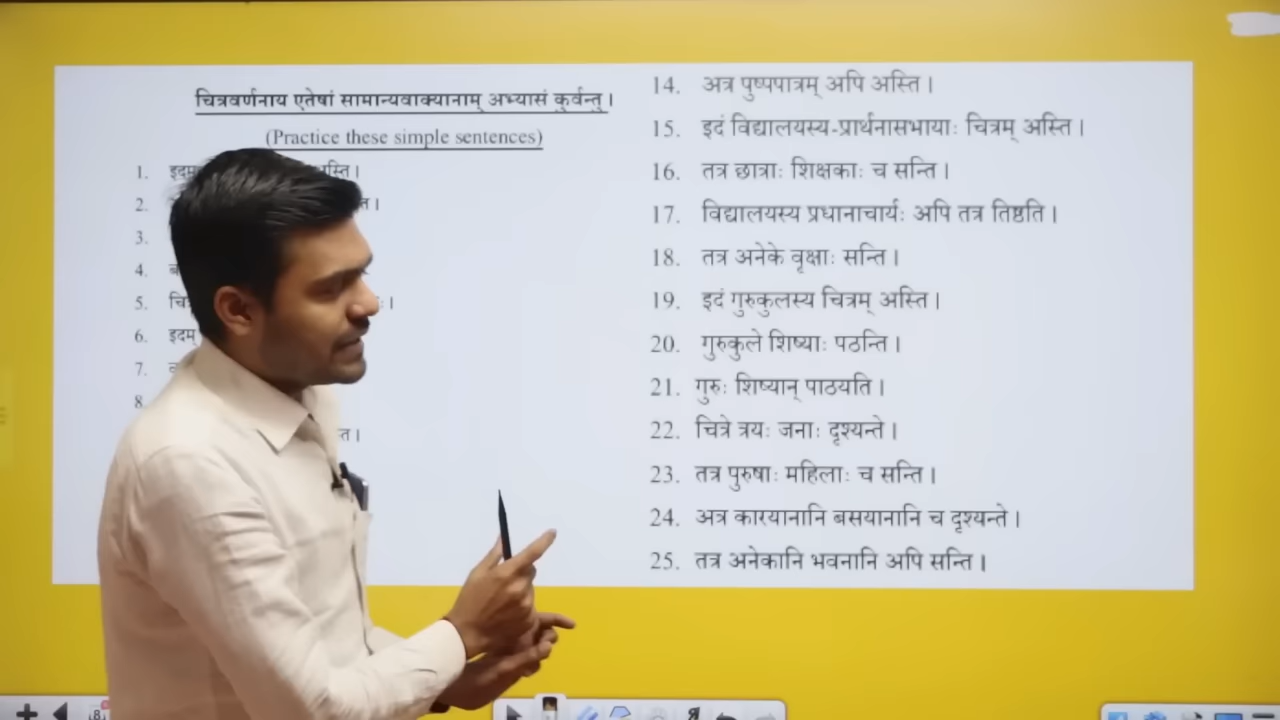 चित्रवर्णनाय एतेषां सामान्यवाक्यानाम् अभ्यासं कुर्वन्तु।
(Practice these simple sentences)
1. इदम्
2.
3.
4.
5.
6. इदम्
7.
8.
14. अत्र पुष्पपात्रम् अपि अस्ति।
15. इदं विद्यालयस्य-प्रार्थनासभायाः चित्रम् अस्ति।
16. तत्र छात्राः शिक्षकाः च सन्ति।
17. विद्यालयस्य प्रधानाचार्यः अपि तत्र तिष्ठति।
18. तत्र अनेके वृक्षाः सन्ति।
19. इदं गुरुकुलस्य चित्रम् अस्ति।
20. गुरुकुले शिष्याः पठन्ति।
21. गुरुः शिष्यान् पाठयति।
22. चित्रे त्रयः जनाः दृश्यन्ते।
23. तत्र पुरुषाः महिलाः च सन्ति।
24. अत्र कारयानानि बसयानानि च दृश्यन्ते।
25. तत्र अनेकानि भवनानि अपि सन्ति।